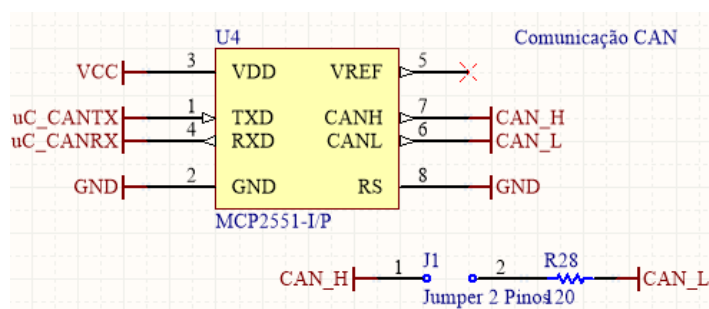 U4
Comunicação CAN
VCC 3 VDD VREF 5
uC_CANTX 1 TXD CANH 7 CAN_H
uC_CANRX 4 RXD CANL 6 CAN_L
GND 2 GND RS 8 GND
MCP2551-I/P
J1 R28
CAN_H 1 2 CAN_L
Jumper 2 Pinos 120